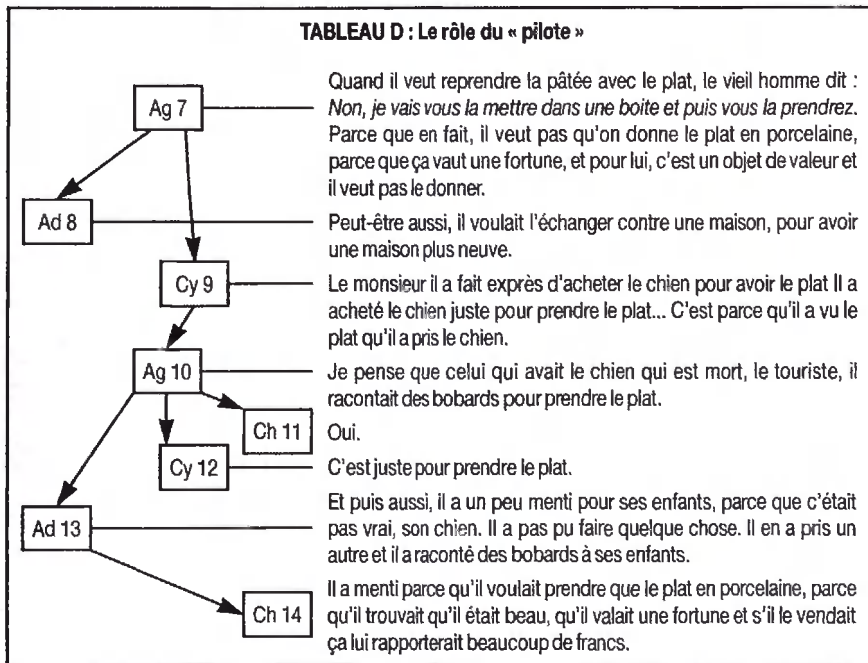 TABLEAU D : Le rôle du « pilote »
Ag 7
Quand il veut reprendre la pâtée avec le plat, le vieil homme dit :
Non, je vais vous la mettre dans une boite et puis vous la prendrez.
Parce que en fait, il veut pas qu'on donne le plat en porcelaine,
parce que ça vaut une fortune, et pour lui, c'est un objet de valeur et
il veut pas le donner.
Ad 8
Peut-être aussi, il voulait l'échanger contre une maison, pour avoir
une maison plus neuve.
Cy 9
Le monsieur il a fait exprès d'acheter le chien pour avoir le plat Il a
acheté le chien juste pour prendre le plat... C'est parce qu'il a vu le
plat qu'il a pris le chien.
Ag 10
Je pense que celui qui avait le chien qui est mort, le touriste, il
racontait des bobards pour prendre le plat.
Ch 11
Oui.
Cy 12
C'est juste pour prendre le plat.
Ad 13
Et puis aussi, il a un peu menti pour ses enfants, parce que c'était
pas vrai, son chien. Il a pas pu faire quelque chose. Il en a pris un
autre et il a raconté des bobards à ses enfants.
Ch 14
Il a menti parce qu'il voulait prendre que le plat en porcelaine, parce
qu'il trouvait qu'il était beau, qu'il valait une fortune et s'il le vendait
ça lui rapporterait beaucoup de francs.